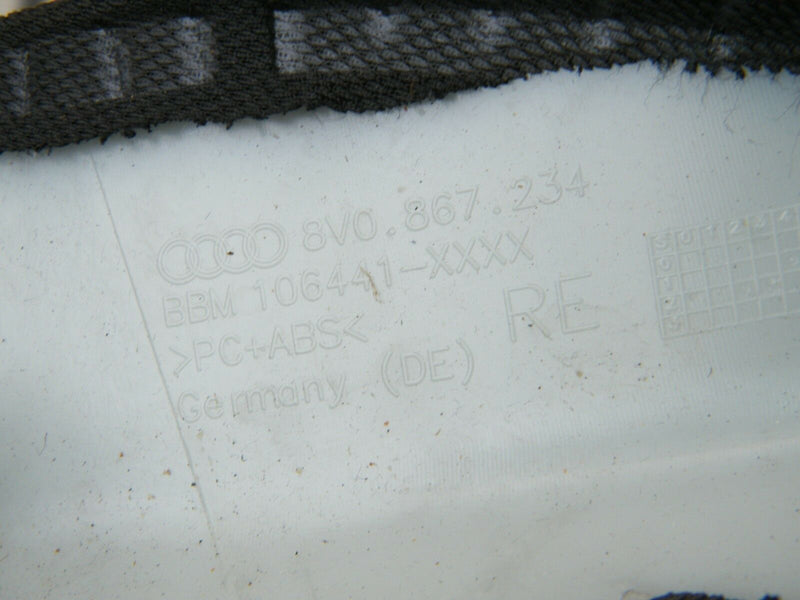 8V0.867.234
BBM 106441-XXXX
>PC+ABS<
Germany (DE)
RE